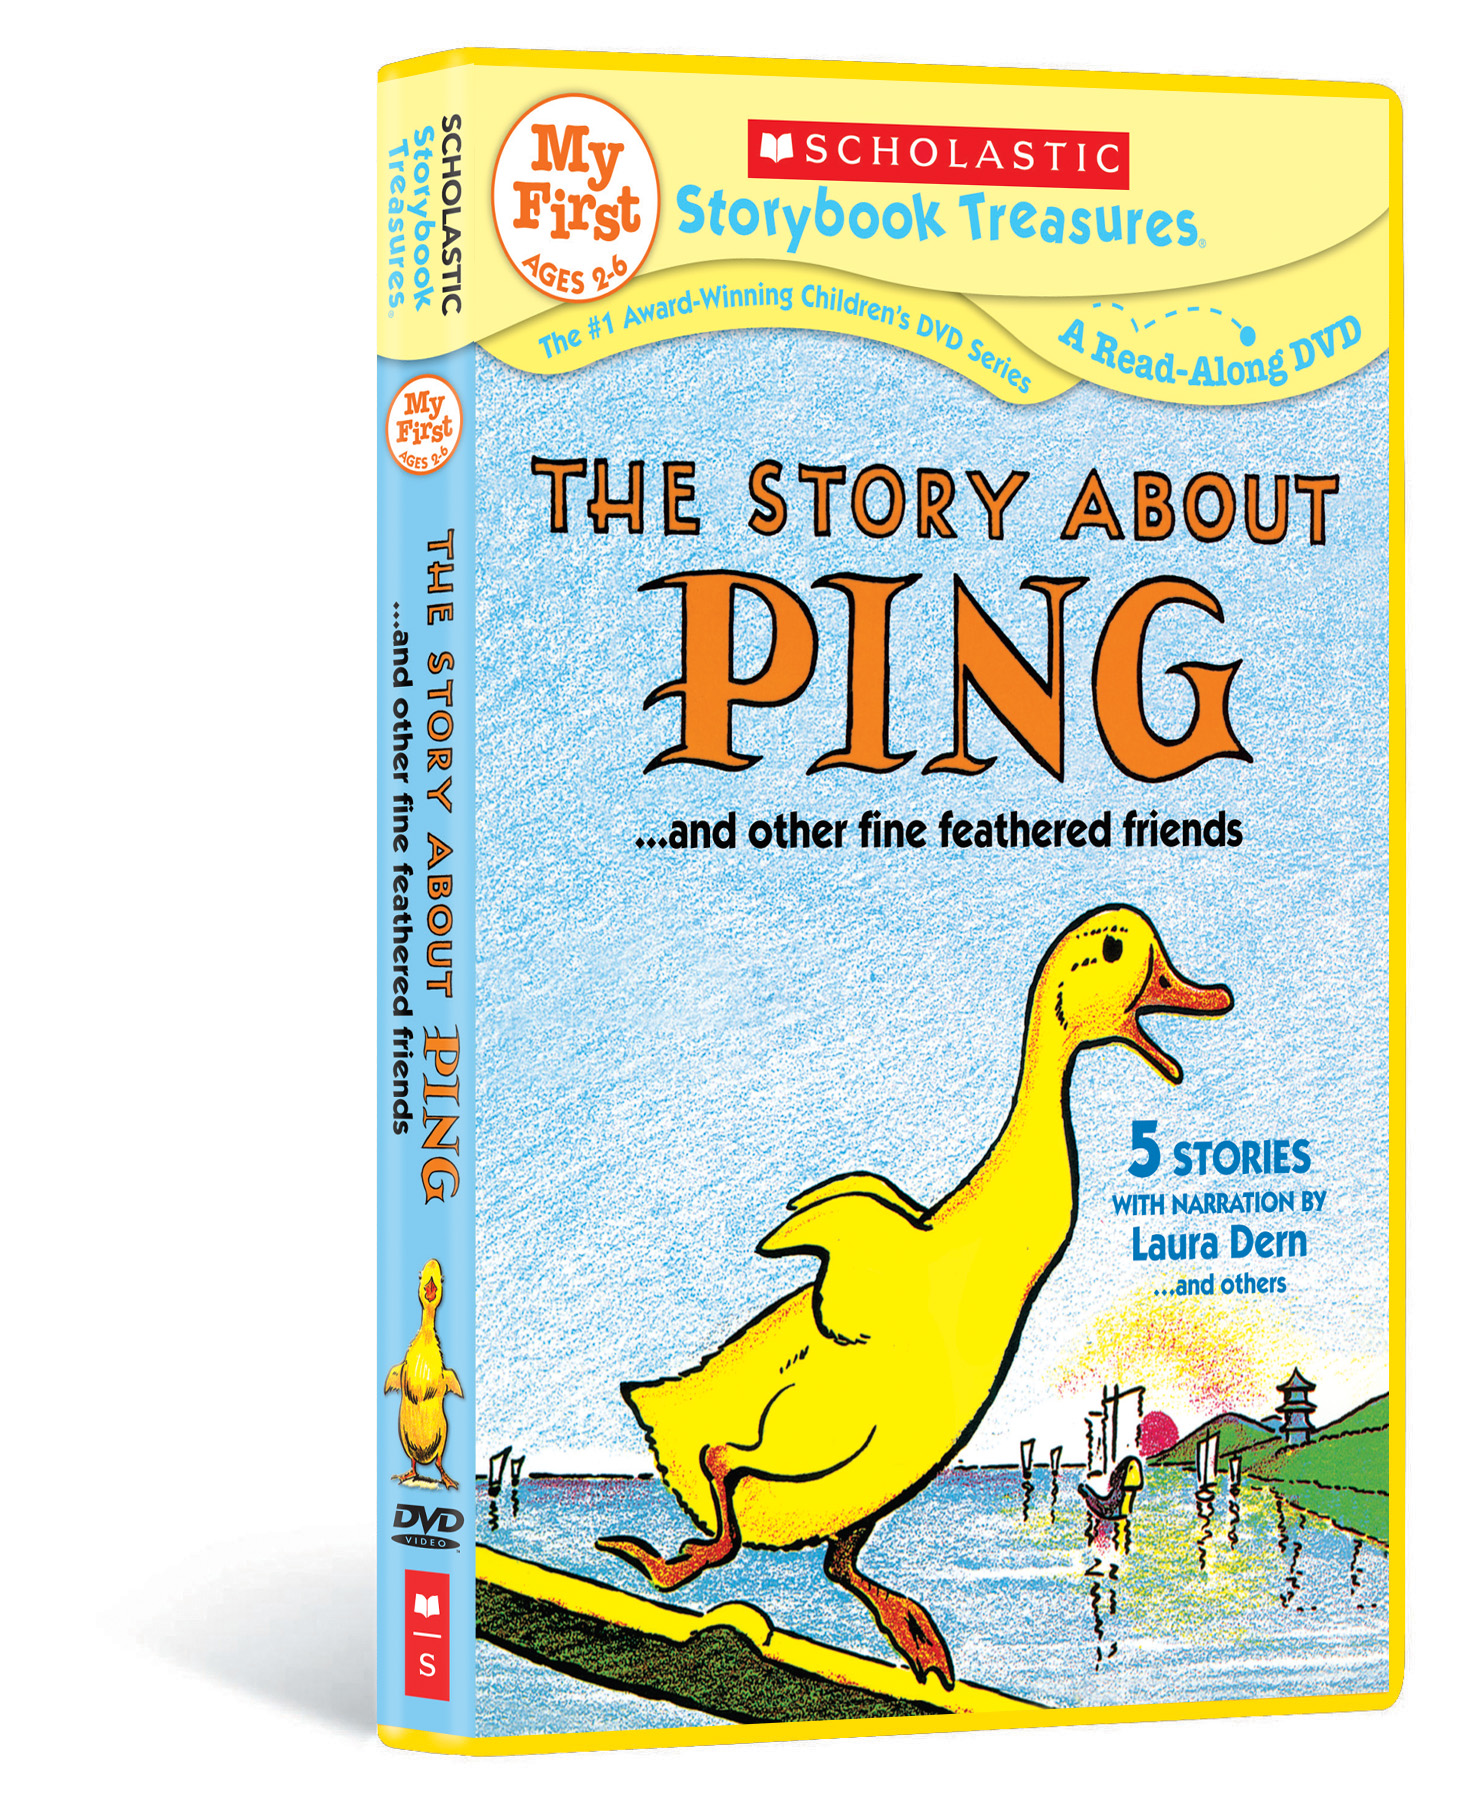 SCHOLASTIC
Storybook
Treasures®
My
First
AGES 2-6
THE STORY ABOUT PING
...and other fine feathered friends
DVD
VIDEO
S
My
First
AGES 2-6
SCHOLASTIC
Storybook Treasures®
The #1 Award-Winning Children's DVD Series
A Read-Along DVD
THE STORY ABOUT
PING
...and other fine feathered friends
5 STORIES
WITH NARRATION BY
Laura Dern
...and others